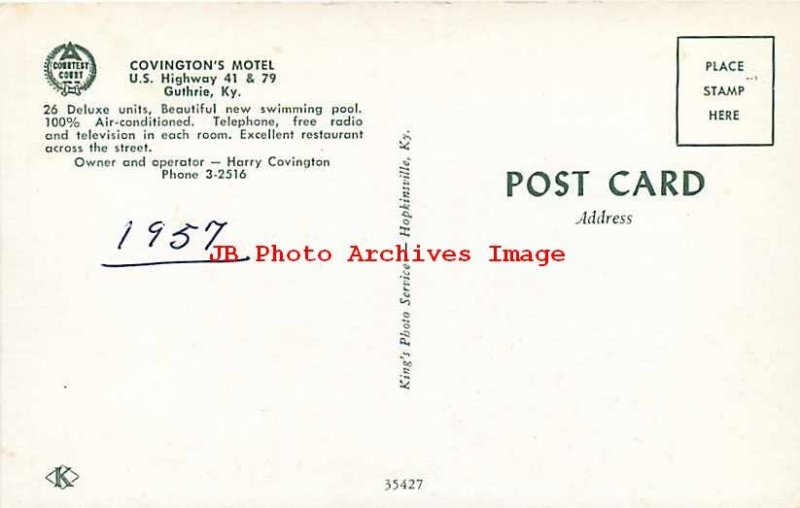 COURTESY
COURT
COVINGTON'S MOTEL
U.S. Highway 41 & 79
Guthrie, Ky.
26 Deluxe units, Beautiful new swimming pool.
100% Air-conditioned. Telephone, free radio
and television in each room. Excellent restaurant
across the street.
Owner and operator — Harry Covington
Phone 3-2516
1957
JB Photo Archives Image
King's Photo Service — Hopkinsville, Ky.
PLACE
STAMP
HERE
POST CARD
Address
K
35427